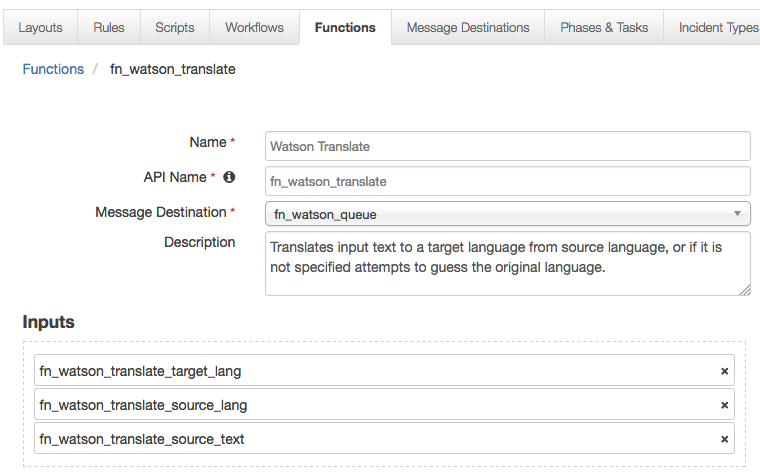 Layouts Rules Scripts Workflows Functions Message Destinations Phases & Tasks Incident Types
Functions / fn_watson_translate
Name * Watson Translate
API Name * fn_watson_translate
Message Destination * fn_watson_queue
Description Translates input text to a target language from source language, or if it is
not specified attempts to guess the original language.
Inputs
fn_watson_translate_target_lang ×
fn_watson_translate_source_lang ×
fn_watson_translate_source_text ×